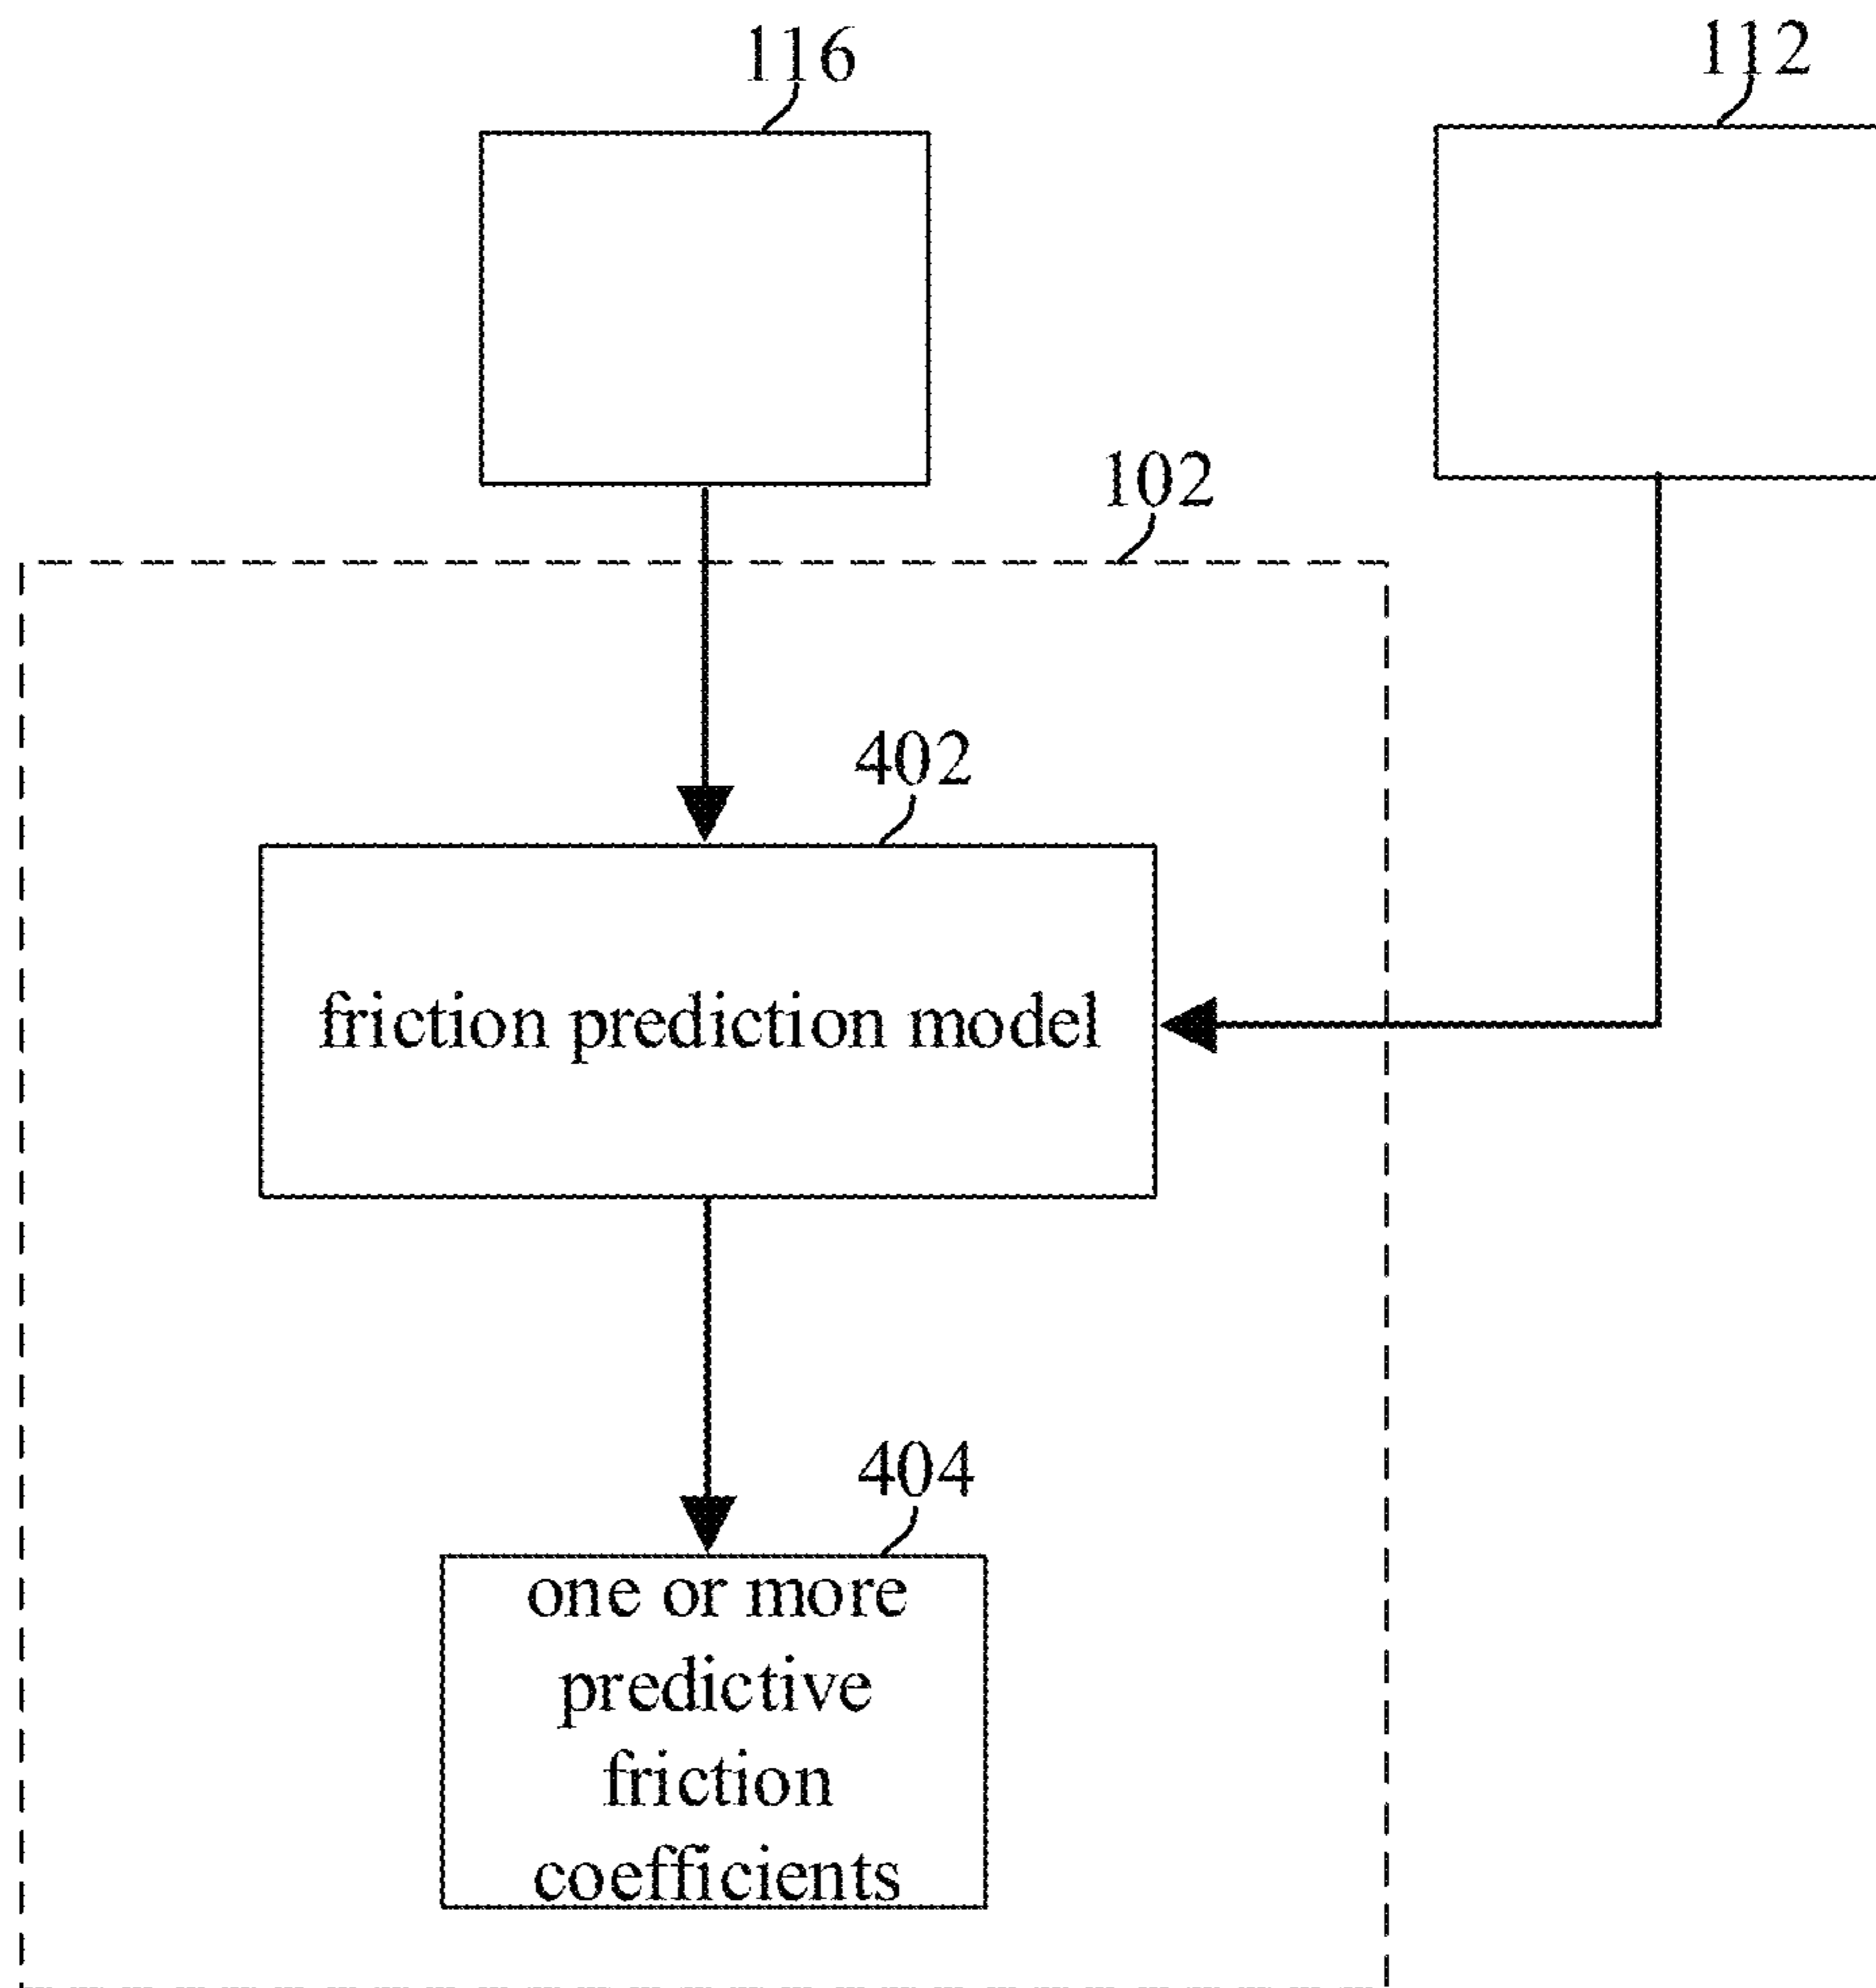 116
112
102
402
friction prediction model
404
one or more
predictive
friction
coefficients